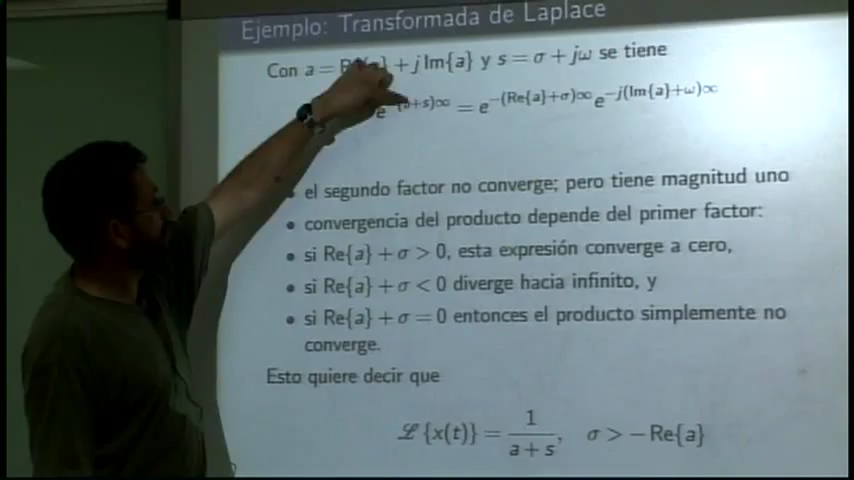 Ejemplo: Transformada de Laplace
Con a = +j Im{a} y s = σ + jω se tiene
e +s)∞ = e^−(Re{a}+σ)∞ e^−j(Im{a}+ω)∞
el segundo factor no converge; pero tiene magnitud uno
• convergencia del producto depende del primer factor:
• si Re{a} + σ > 0, esta expresión converge a cero,
• si Re{a} + σ < 0 diverge hacia infinito, y
• si Re{a} + σ = 0 entonces el producto simplemente no
converge.
Esto quiere decir que
ℒ{x(t)} = 1/(a + s), σ > −Re{a}